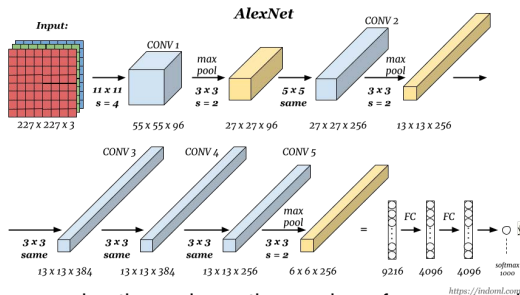 AlexNet
Input:
CONV 1
CONV 2
max
pool
max
pool
11 x 11
s = 4
3 x 3
s = 2
5 x 5
same
3 x 3
s = 2
227 x 227 x 3
55 x 55 x 96
27 x 27 x 96
27 x 27 x 256
13 x 13 x 256
CONV 3
CONV 4
CONV 5
max
pool
FC
FC
3 x 3
same
3 x 3
same
3 x 3
same
3 x 3
s = 2
=
13 x 13 x 384
13 x 13 x 384
13 x 13 x 256
6 x 6 x 256
9216
4096
4096
softmax
1000
https://indoml.com